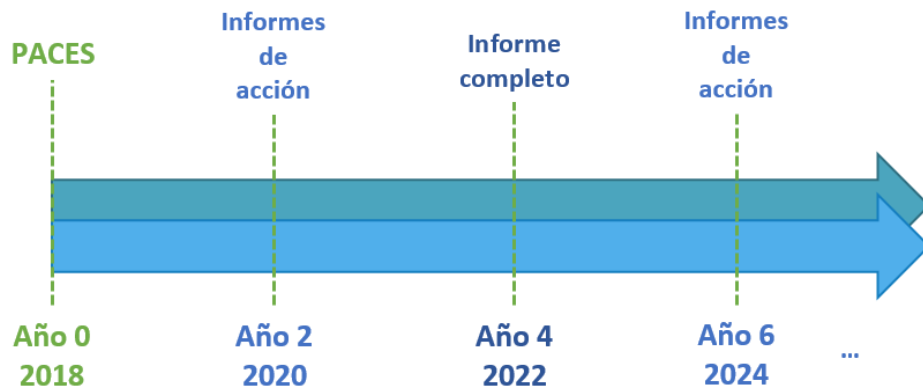 PACES
Informes
de
acción
Informe
completo
Informes
de
acción
Año 0
2018
Año 2
2020
Año 4
2022
Año 6
2024
...